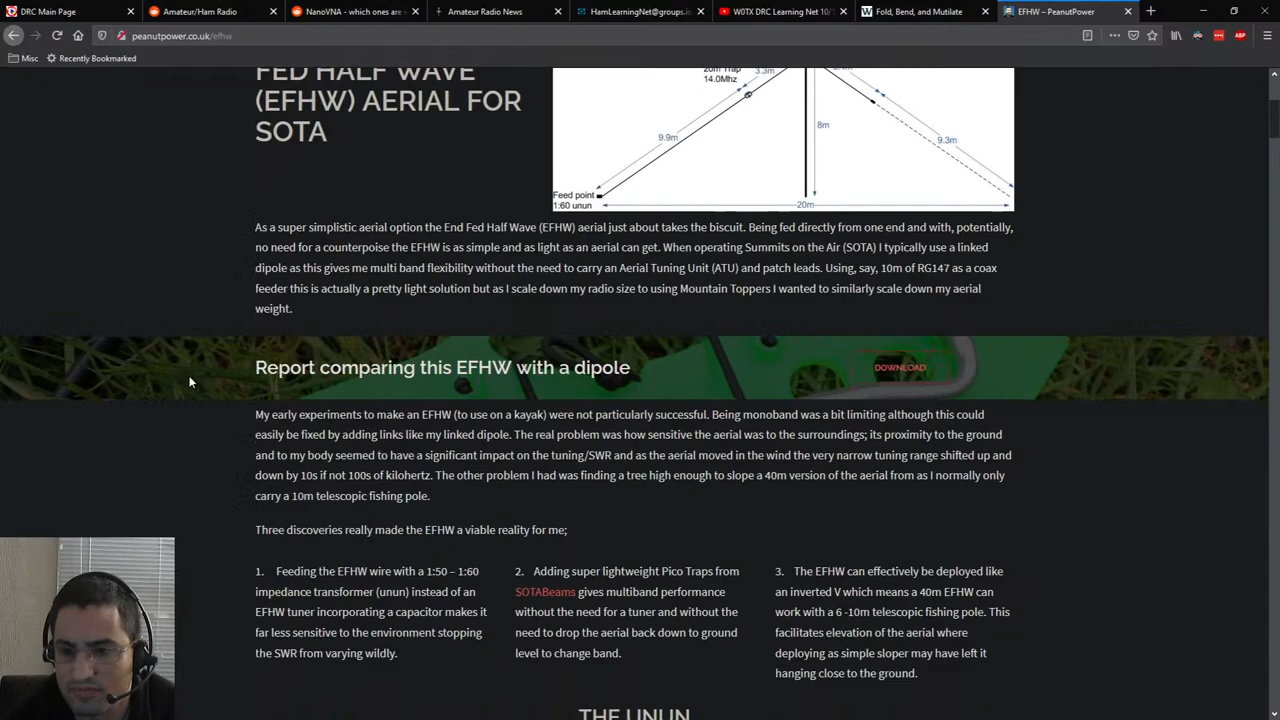 DRC Main Page
Amateur/Ham Radio
NanoVNA – which ones are
Amateur Radio News
HamLearningNet@groups.io
W0TX DRC Learning Net 10/1
Fold, Bend, and Mutilate
EFHW – PeanutPower
peanutpower.co.uk/efhw
ABP
Misc
Recently Bookmarked
FED HALF WAVE
(EFHW) AERIAL FOR
SOTA
20m Trap
14.0Mhz
3.3m
9.9m
8m
9.3m
Feed point
1:60 unun
20m
As a super simplistic aerial option the End Fed Half Wave (EFHW) aerial just about takes the biscuit. Being fed directly from one end and with, potentially,
no need for a counterpoise the EFHW is as simple and as light as an aerial can get. When operating Summits on the Air (SOTA) I typically use a linked
dipole as this gives me multi band flexibility without the need to carry an Aerial Tuning Unit (ATU) and patch leads. Using, say, 10m of RG147 as a coax
feeder this is actually a pretty light solution but as I scale down my radio size to using Mountain Toppers I wanted to similarly scale down my aerial
weight.
Report comparing this EFHW with a dipole
DOWNLOAD
My early experiments to make an EFHW (to use on a kayak) were not particularly successful. Being monoband was a bit limiting although this could
easily be fixed by adding links like my linked dipole. The real problem was how sensitive the aerial was to the surroundings; its proximity to the ground
and to my body seemed to have a significant impact on the tuning/SWR and as the aerial moved in the wind the very narrow tuning range shifted up and
down by 10s if not 100s of kilohertz. The other problem I had was finding a tree high enough to slope a 40m version of the aerial from as I normally only
carry a 10m telescopic fishing pole.
Three discoveries really made the EFHW a viable reality for me;
1. Feeding the EFHW wire with a 1:50 – 1:60
impedance transformer (unun) instead of an
EFHW tuner incorporating a capacitor makes it
far less sensitive to the environment stopping
the SWR from varying wildly.
2. Adding super lightweight Pico Traps from
SOTABeams gives multiband performance
without the need for a tuner and without the
need to drop the aerial back down to ground
level to change band.
3. The EFHW can effectively be deployed like
an inverted V which means a 40m EFHW can
work with a 6 -10m telescopic fishing pole. This
facilitates elevation of the aerial where
deploying as simple sloper may have left it
hanging close to the ground.
THE UNUN